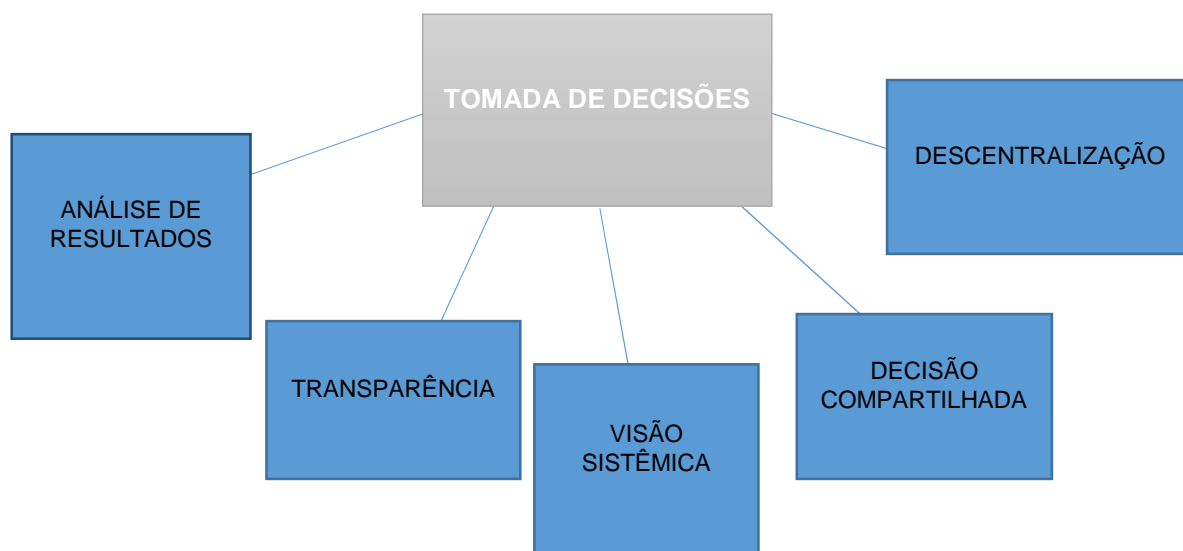 TOMADA DE DECISÕES
DESCENTRALIZAÇÃO
ANÁLISE DE
RESULTADOS
TRANSPARÊNCIA
VISÃO
SISTÊMICA
DECISÃO
COMPARTILHADA